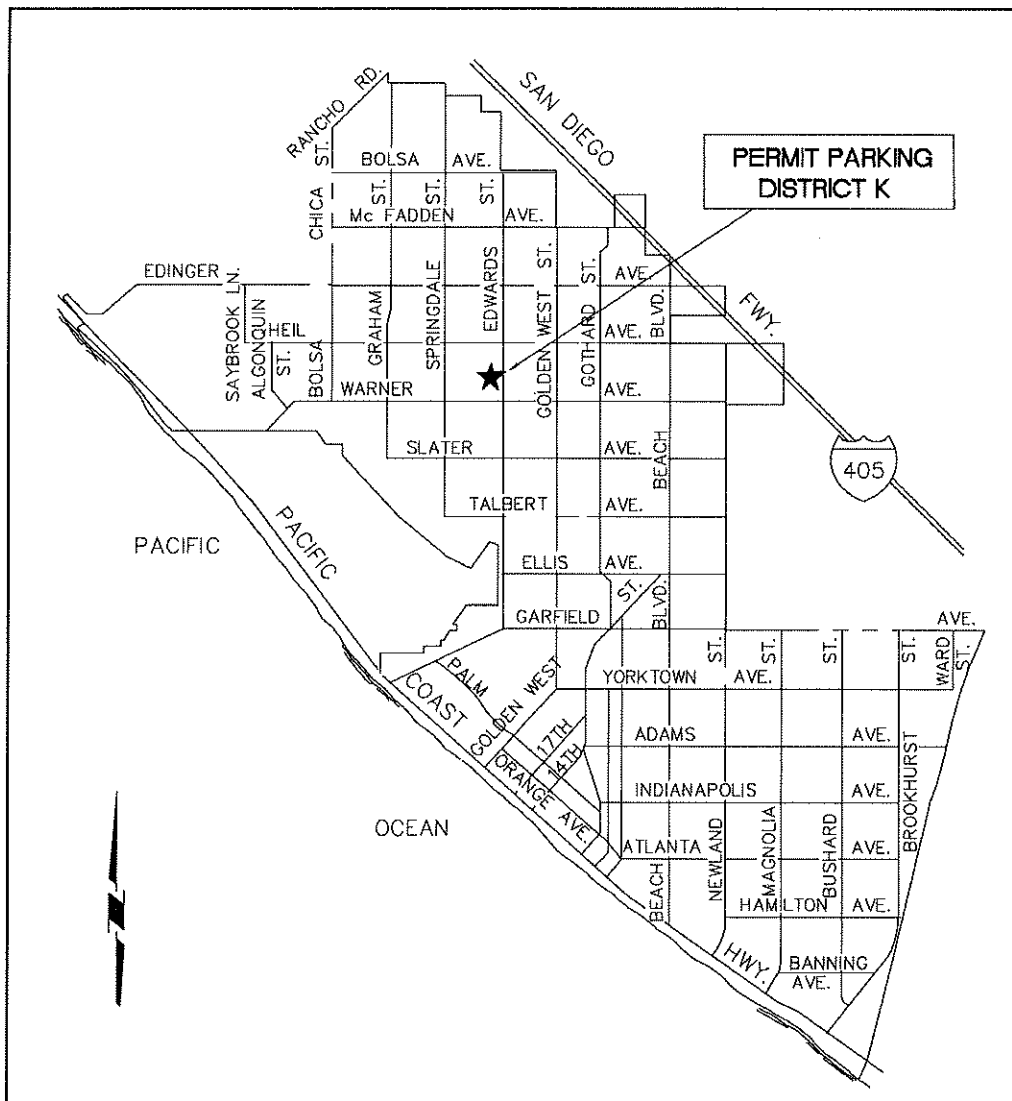 RANCHO RD.
SAN DIEGO
FWY.
PERMIT PARKING
DISTRICT K
BOLSA AVE.
CHICA ST.
ST.
ST.
ST.
Mc FADDEN AVE.
EDINGER
AVE.
SAYBROOK LN.
ALGONQUIN
ST.
HEIL
AVE.
BOLSA
GRAHAM
SPRINGDALE
EDWARDS
GOLDEN WEST ST.
GOTHARD ST.
BLVD.
WARNER
AVE.
SLATER
AVE.
BEACH
405
TALBERT
AVE.
PACIFIC
PACIFIC
ELLIS
AVE.
ST.
BLVD.
GARFIELD
AVE.
ST.
ST.
ST.
ST.
WARD
ST.
YORKTOWN AVE.
PALM
COAST
GOLDEN WEST
17TH
14TH
ADAMS
AVE.
ORANGE AVE.
INDIANAPOLIS
AVE.
OCEAN
ATLANTA
AVE.
BEACH
NEWLAND
MAGNOLIA
BUSHARD
BROOKHURST
HAMILTON AVE.
HWY.
BANNING
AVE.